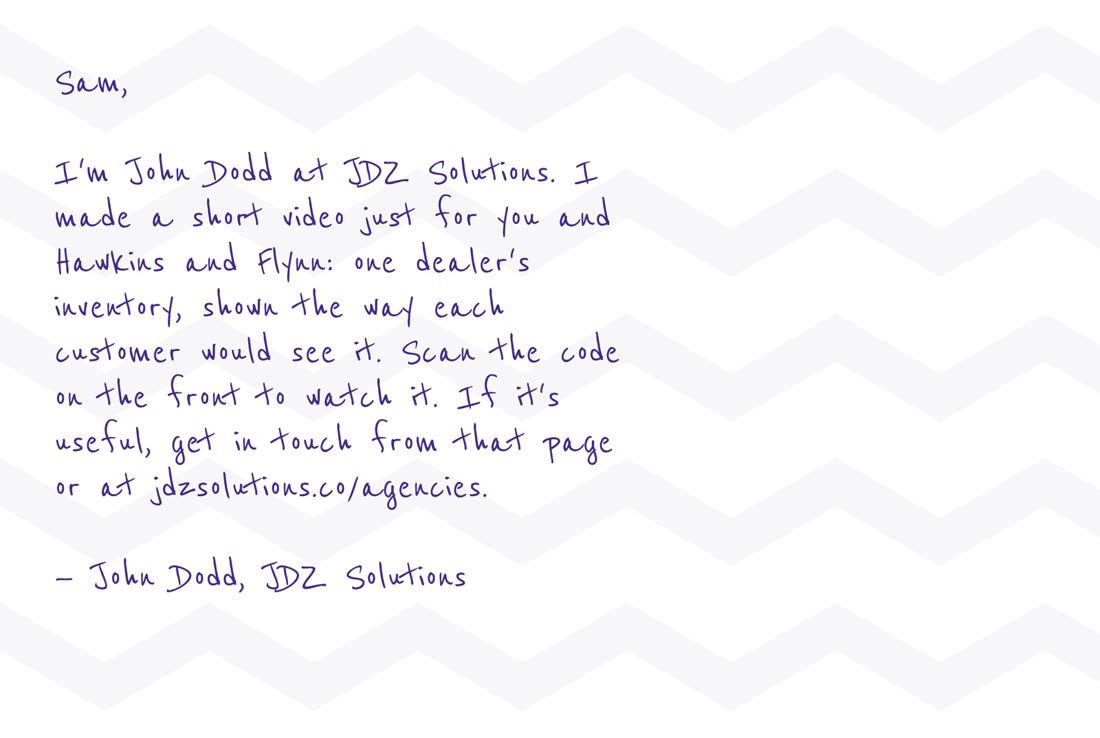 Sam,
I'm John Dodd at JDZ Solutions. I
made a short video just for you and
Hawkins and Flynn: one dealer's
inventory, shown the way each
customer would see it. Scan the code
on the front to watch it. If it's
useful, get in touch from that page
or at jdzsolutions.co/agencies.
– John Dodd, JDZ Solutions